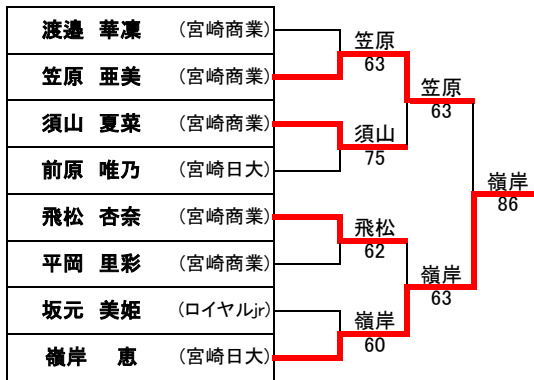 渡邉 華凜 (宮崎商業)
笠原 亜美 (宮崎商業)
須山 夏菜 (宮崎商業)
前原 唯乃 (宮崎日大)
飛松 杏奈 (宮崎商業)
平岡 里彩 (宮崎商業)
坂元 美姫 (ロイヤルjr)
嶺岸 恵 (宮崎日大)
笠原
63
須山
75
飛松
62
嶺岸
60
笠原
63
嶺岸
63
嶺岸
86